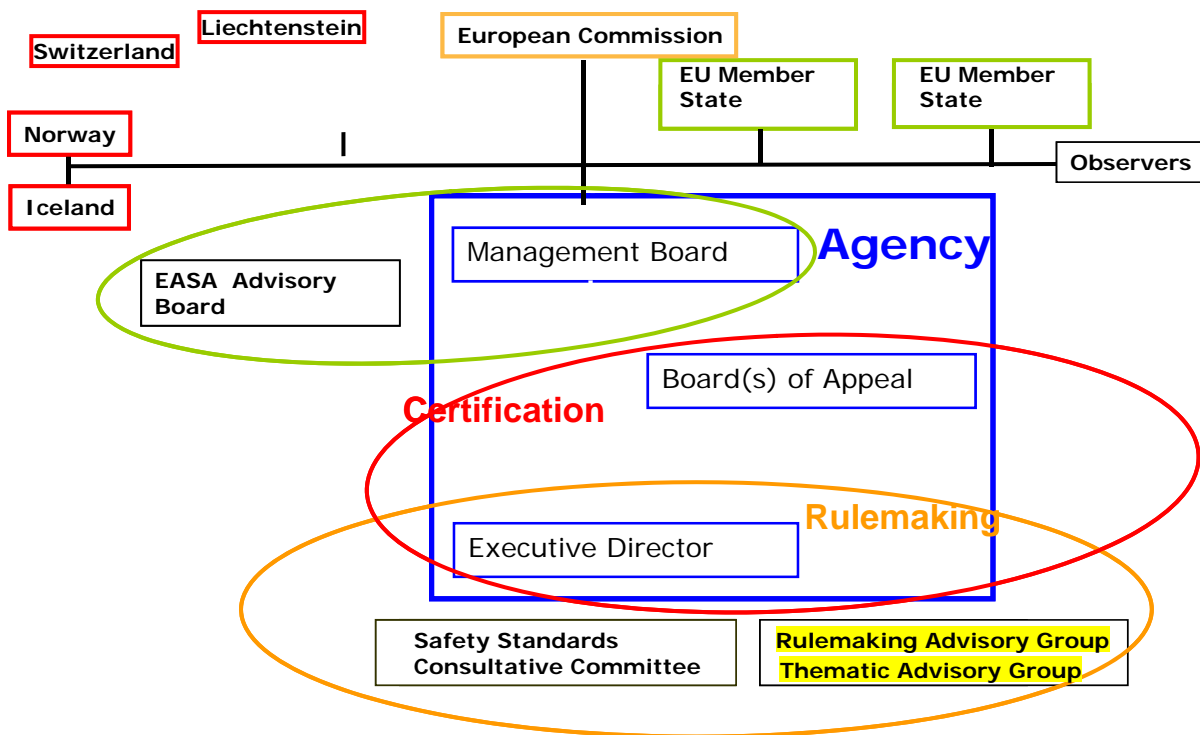 Liechtenstein
Switzerland
European Commission
EU Member
State
EU Member
State
Norway
Observers
Iceland
Management Board
Agency
EASA Advisory
Board
Board(s) of Appeal
Certification
Rulemaking
Executive Director
Safety Standards
Consultative Committee
Rulemaking Advisory Group
Thematic Advisory Group